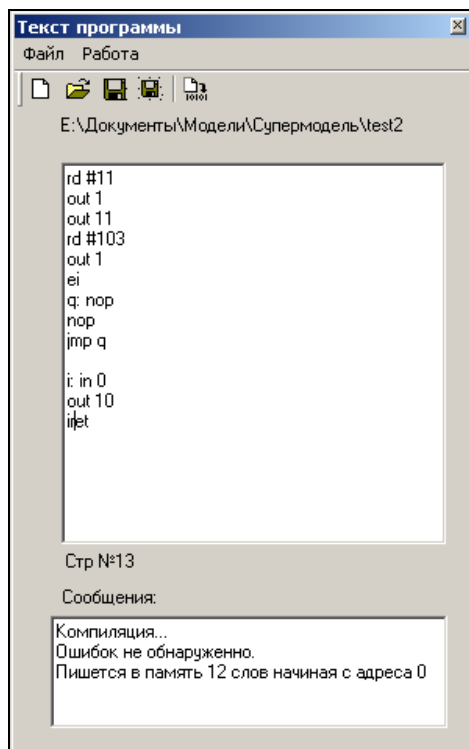 Текст программы
Файл Работа
E:\Документы\Модели\Супермодель\test2
rd #11
out 1
out 11
rd #103
out 1
ei
q: nop
nop
jmp q
i: in 0
out 10
iret
Стр №13
Сообщения:
Компиляция...
Ошибок не обнаруженно.
Пишется в память 12 слов начиная с адреса 0